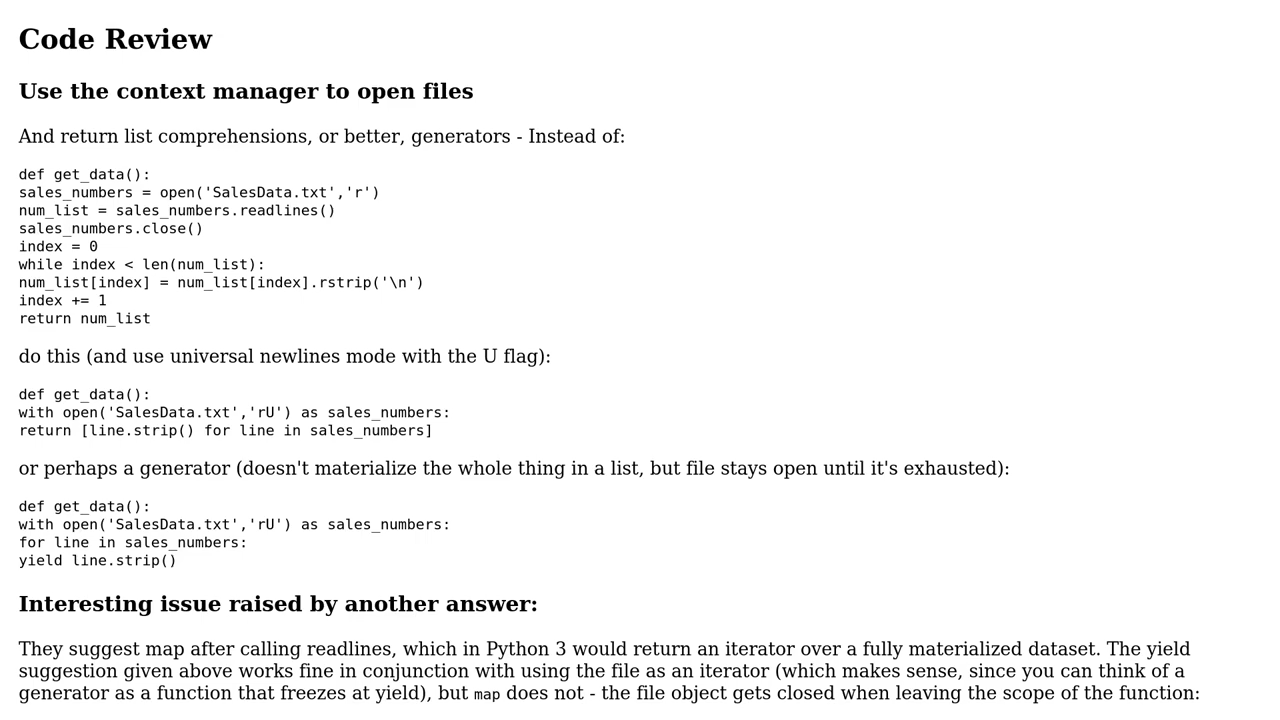 Code Review
Use the context manager to open files
And return list comprehensions, or better, generators - Instead of:
def get_data():
sales_numbers = open('SalesData.txt','r')
num_list = sales_numbers.readlines()
sales_numbers.close()
index = 0
while index < len(num_list):
num_list[index] = num_list[index].rstrip('\n')
index += 1
return num_list
do this (and use universal newlines mode with the U flag):
def get_data():
with open('SalesData.txt','rU') as sales_numbers:
return [line.strip() for line in sales_numbers]
or perhaps a generator (doesn't materialize the whole thing in a list, but file stays open until it's exhausted):
def get_data():
with open('SalesData.txt','rU') as sales_numbers:
for line in sales_numbers:
yield line.strip()
Interesting issue raised by another answer:
They suggest map after calling readlines, which in Python 3 would return an iterator over a fully materialized dataset. The yield
suggestion given above works fine in conjunction with using the file as an iterator (which makes sense, since you can think of a
generator as a function that freezes at yield), but map does not - the file object gets closed when leaving the scope of the function: